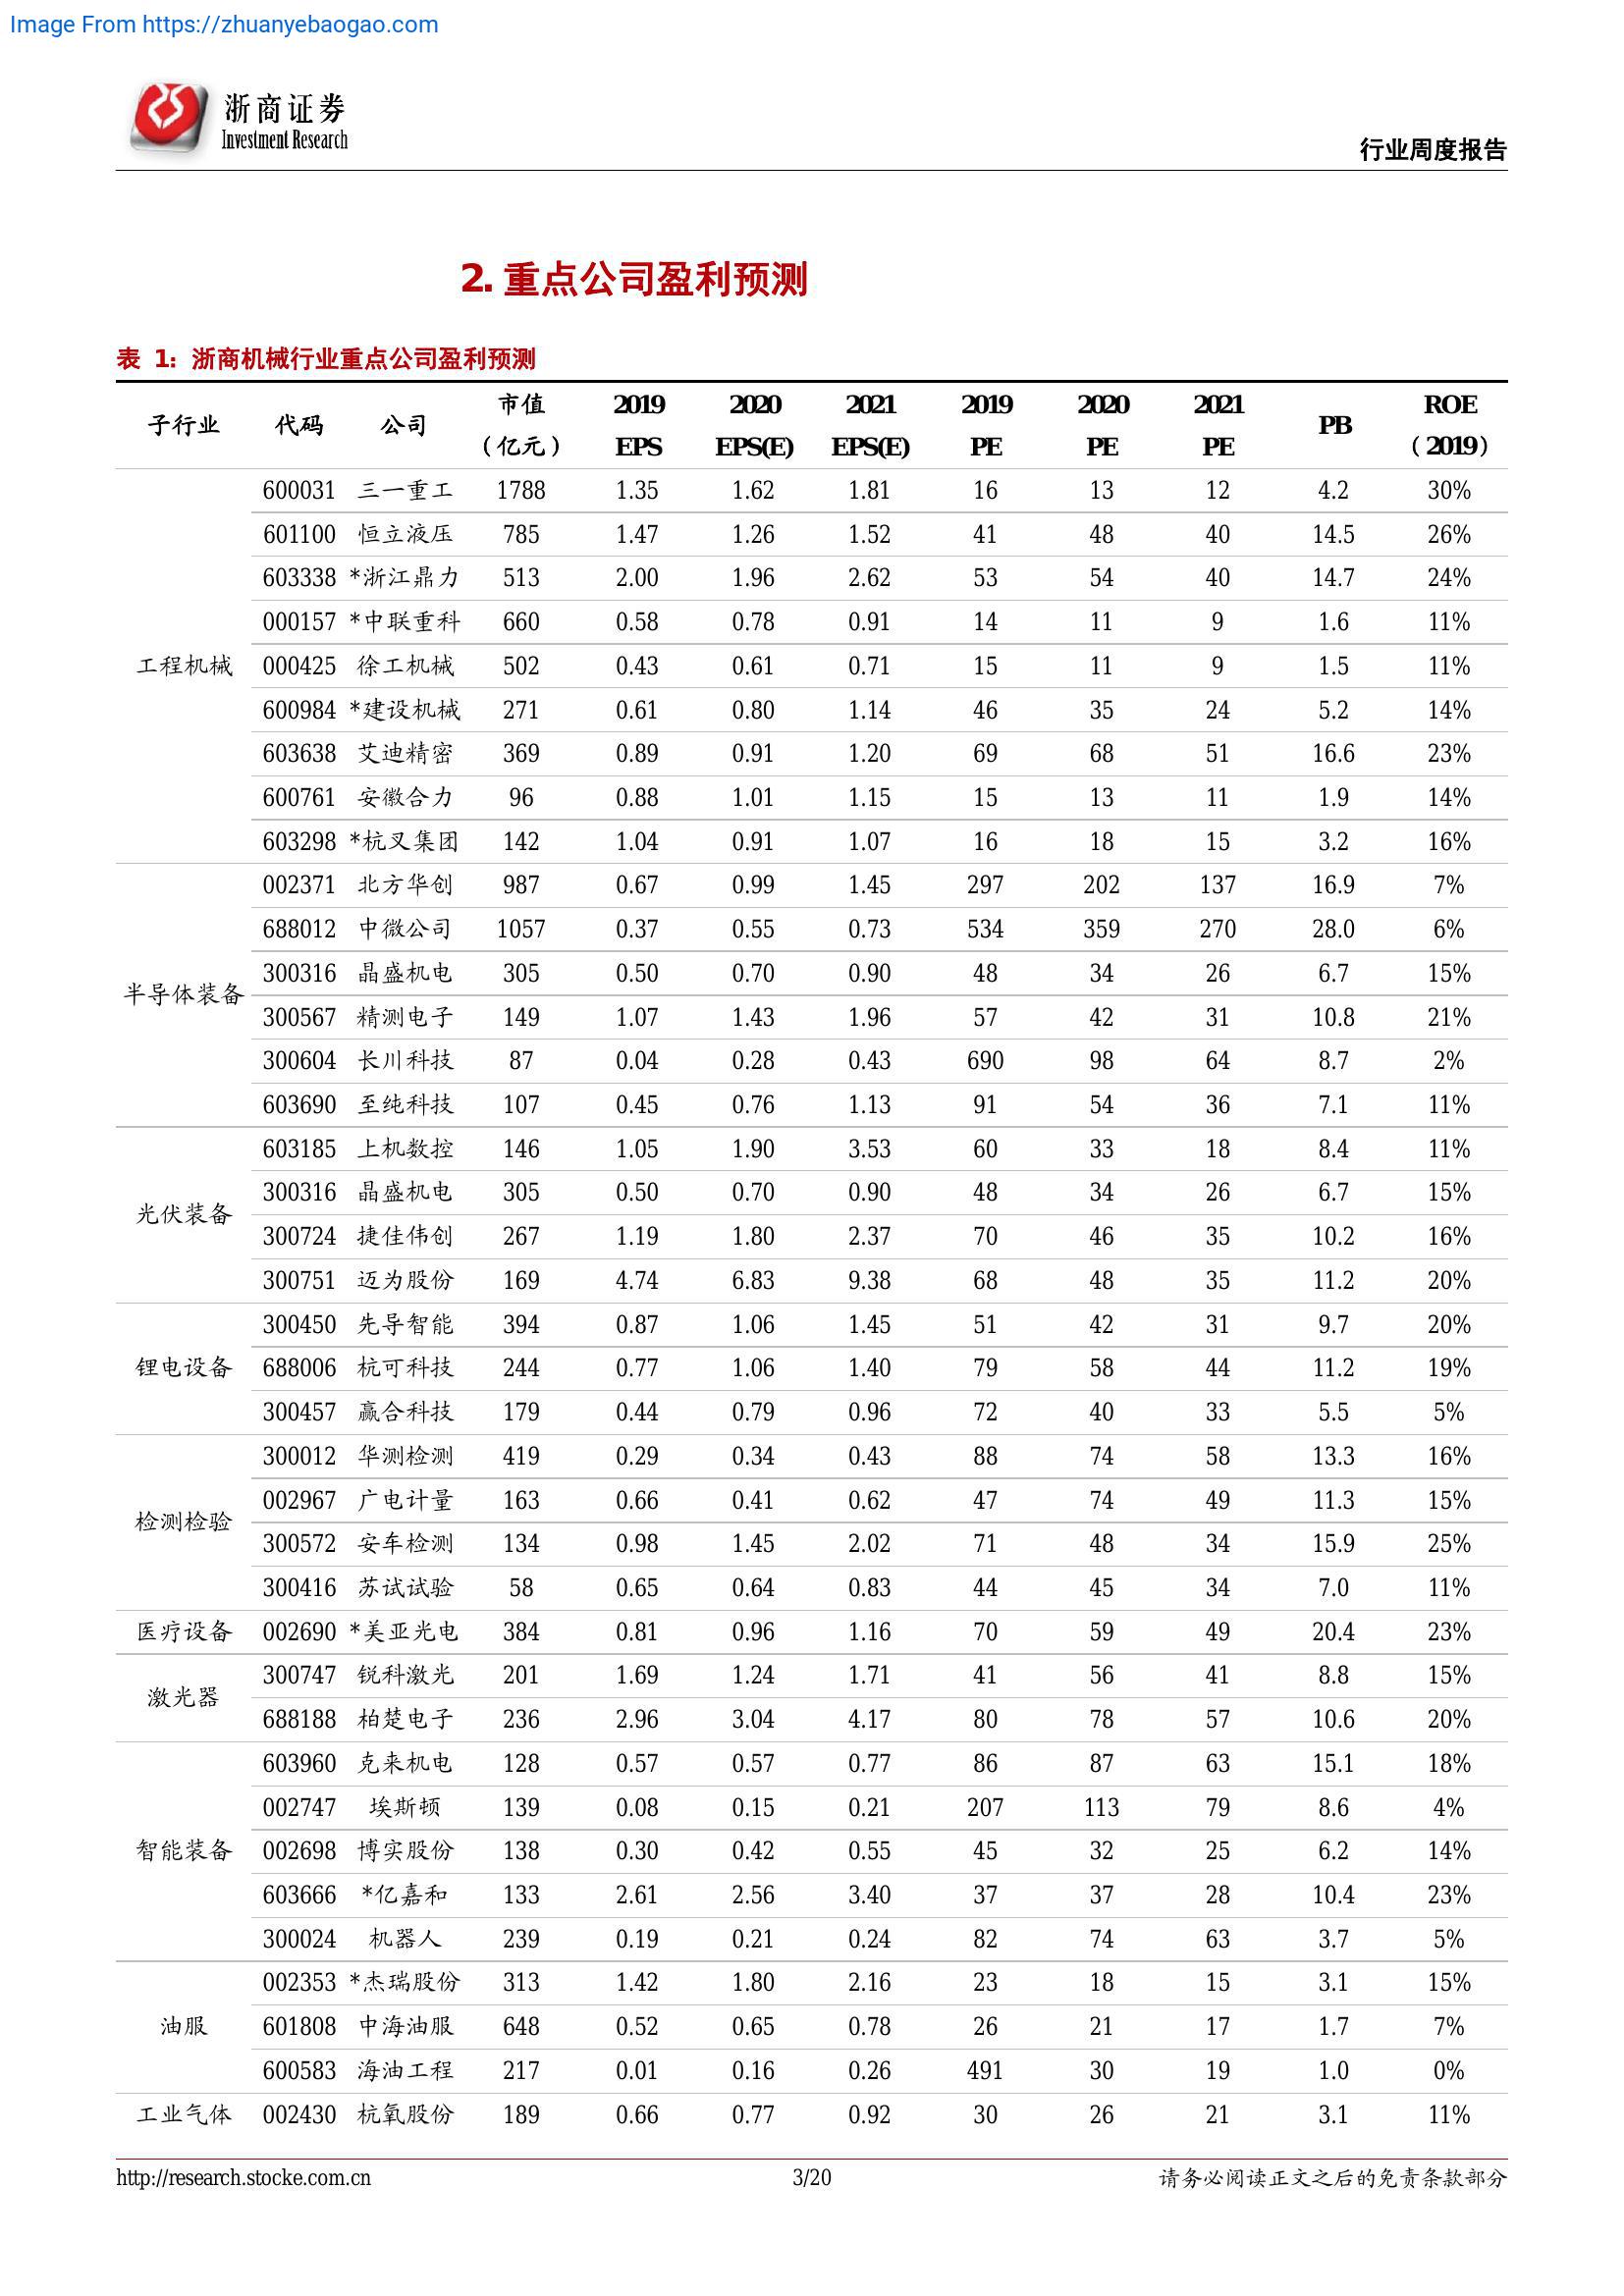 Image From https://zhuanyebaogao.com
浙商证券
Investment Research
行业周度报告
2. 重点公司盈利预测
表 1: 浙商机械行业重点公司盈利预测
子行业 代码 公司 市值（亿元） 2019 EPS 2020 EPS(E) 2021 EPS(E) 2019 PE 2020 PE 2021 PE PB ROE（2019）
600031 三一重工 1788 1.35 1.62 1.81 16 13 12 4.2 30%
601100 恒立液压 785 1.47 1.26 1.52 41 48 40 14.5 26%
603338 *浙江鼎力 513 2.00 1.96 2.62 53 54 40 14.7 24%
000157 *中联重科 660 0.58 0.78 0.91 14 11 9 1.6 11%
工程机械 000425 徐工机械 502 0.43 0.61 0.71 15 11 9 1.5 11%
600984 *建设机械 271 0.61 0.80 1.14 46 35 24 5.2 14%
603638 艾迪精密 369 0.89 0.91 1.20 69 68 51 16.6 23%
600761 安徽合力 96 0.88 1.01 1.15 15 13 11 1.9 14%
603298 *杭叉集团 142 1.04 0.91 1.07 16 18 15 3.2 16%
002371 北方华创 987 0.67 0.99 1.45 297 202 137 16.9 7%
688012 中微公司 1057 0.37 0.55 0.73 534 359 270 28.0 6%
300316 晶盛机电 305 0.50 0.70 0.90 48 34 26 6.7 15%
半导体装备
300567 精测电子 149 1.07 1.43 1.96 57 42 31 10.8 21%
300604 长川科技 87 0.04 0.28 0.43 690 98 64 8.7 2%
603690 至纯科技 107 0.45 0.76 1.13 91 54 36 7.1 11%
603185 上机数控 146 1.05 1.90 3.53 60 33 18 8.4 11%
300316 晶盛机电 305 0.50 0.70 0.90 48 34 26 6.7 15%
光伏装备
300724 捷佳伟创 267 1.19 1.80 2.37 70 46 35 10.2 16%
300751 迈为股份 169 4.74 6.83 9.38 68 48 35 11.2 20%
300450 先导智能 394 0.87 1.06 1.45 51 42 31 9.7 20%
锂电设备 688006 杭可科技 244 0.77 1.06 1.40 79 58 44 11.2 19%
300457 赢合科技 179 0.44 0.79 0.96 72 40 33 5.5 5%
300012 华测检测 419 0.29 0.34 0.43 88 74 58 13.3 16%
002967 广电计量 163 0.66 0.41 0.62 47 74 49 11.3 15%
检测检验
300572 安车检测 134 0.98 1.45 2.02 71 48 34 15.9 25%
300416 苏试试验 58 0.65 0.64 0.83 44 45 34 7.0 11%
医疗设备 002690 *美亚光电 384 0.81 0.96 1.16 70 59 49 20.4 23%
300747 锐科激光 201 1.69 1.24 1.71 41 56 41 8.8 15%
激光器
688188 柏楚电子 236 2.96 3.04 4.17 80 78 57 10.6 20%
603960 克来机电 128 0.57 0.57 0.77 86 87 63 15.1 18%
002747 埃斯顿 139 0.08 0.15 0.21 207 113 79 8.6 4%
智能装备 002698 博实股份 138 0.30 0.42 0.55 45 32 25 6.2 14%
603666 *亿嘉和 133 2.61 2.56 3.40 37 37 28 10.4 23%
300024 机器人 239 0.19 0.21 0.24 82 74 63 3.7 5%
002353 *杰瑞股份 313 1.42 1.80 2.16 23 18 15 3.1 15%
油服 601808 中海油服 648 0.52 0.65 0.78 26 21 17 1.7 7%
600583 海油工程 217 0.01 0.16 0.26 491 30 19 1.0 0%
工业气体 002430 杭氧股份 189 0.66 0.77 0.92 30 26 21 3.1 11%
http://research.stocke.com.cn 3/20 请务必阅读正文之后的免责条款部分